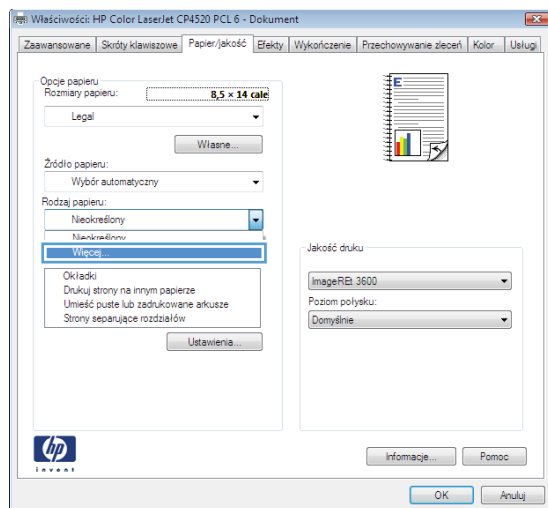 Właściwości: HP Color LaserJet CP4520 PCL 6 - Dokument
Zaawansowane Skróty klawiszowe Papier/jakość Efekty Wykończenie Przechowywanie zleceń Kolor Usługi
Opcje papieru
Rozmiary papieru: 8,5 × 14 cale
Legal
Własne...
Źródło papieru:
Wybór automatyczny
Rodzaj papieru:
Nieokreślony
Nieokreślony
Więcej...
Okładki
Drukuj strony na innym papierze
Umieść puste lub zadrukowane arkusze
Strony separujące rozdziałów
Ustawienia...
E
Jakość druku
ImageREt 3600
Poziom połysku:
Domyślnie
hp
invent
Informacje... Pomoc
OK Anuluj